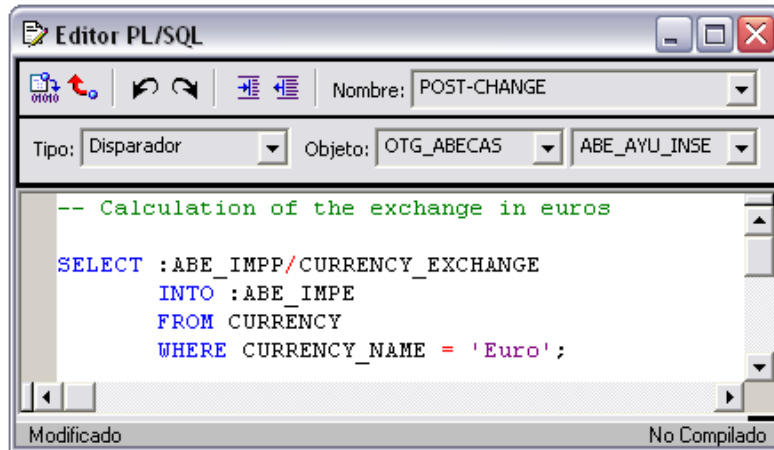 Editor PL/SQL
01010
Nombre: POST-CHANGE
Tipo: Disparador Objeto: OTG_ABECAS ABE_AYU_INSE
-- Calculation of the exchange in euros
SELECT :ABE_IMPP/CURRENCY_EXCHANGE
INTO :ABE_IMPE
FROM CURRENCY
WHERE CURRENCY_NAME = 'Euro';
Modificado No Compilado